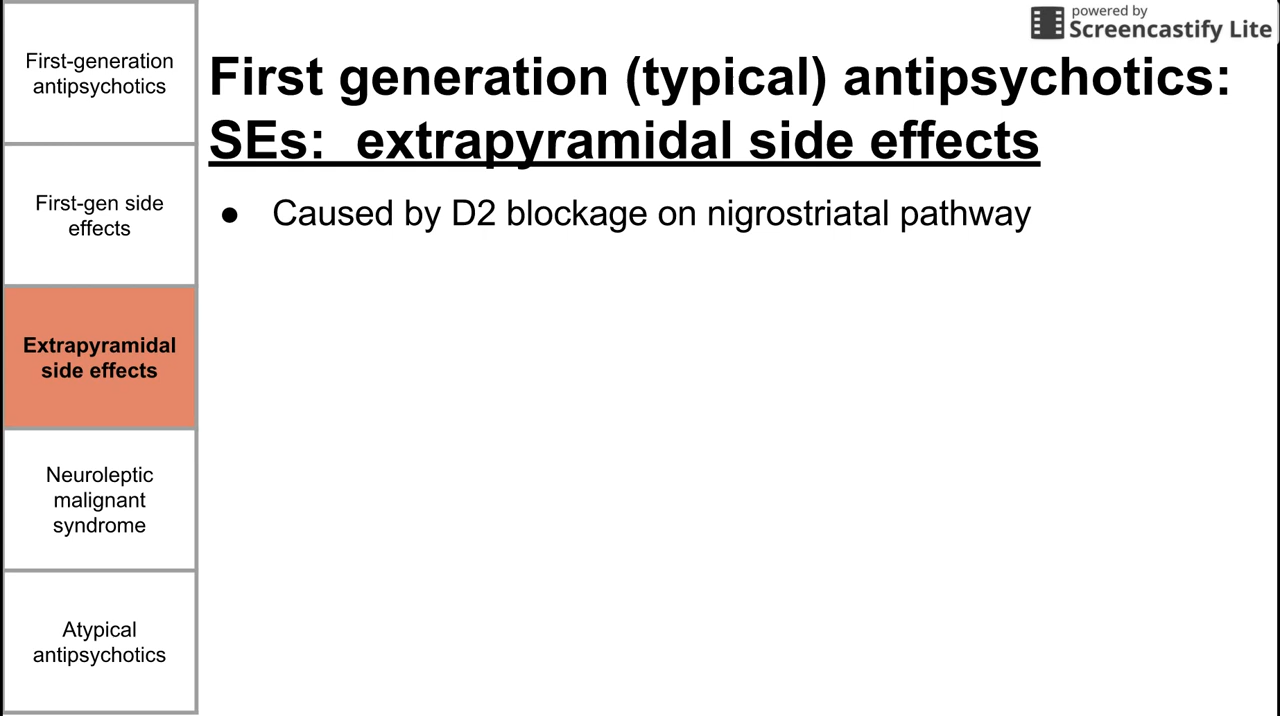 powered by
Screencastify Lite
First-generation
antipsychotics
First-gen side
effects
Extrapyramidal
side effects
Neuroleptic
malignant
syndrome
Atypical
antipsychotics
First generation (typical) antipsychotics:
SEs:  extrapyramidal side effects
● Caused by D2 blockage on nigrostriatal pathway